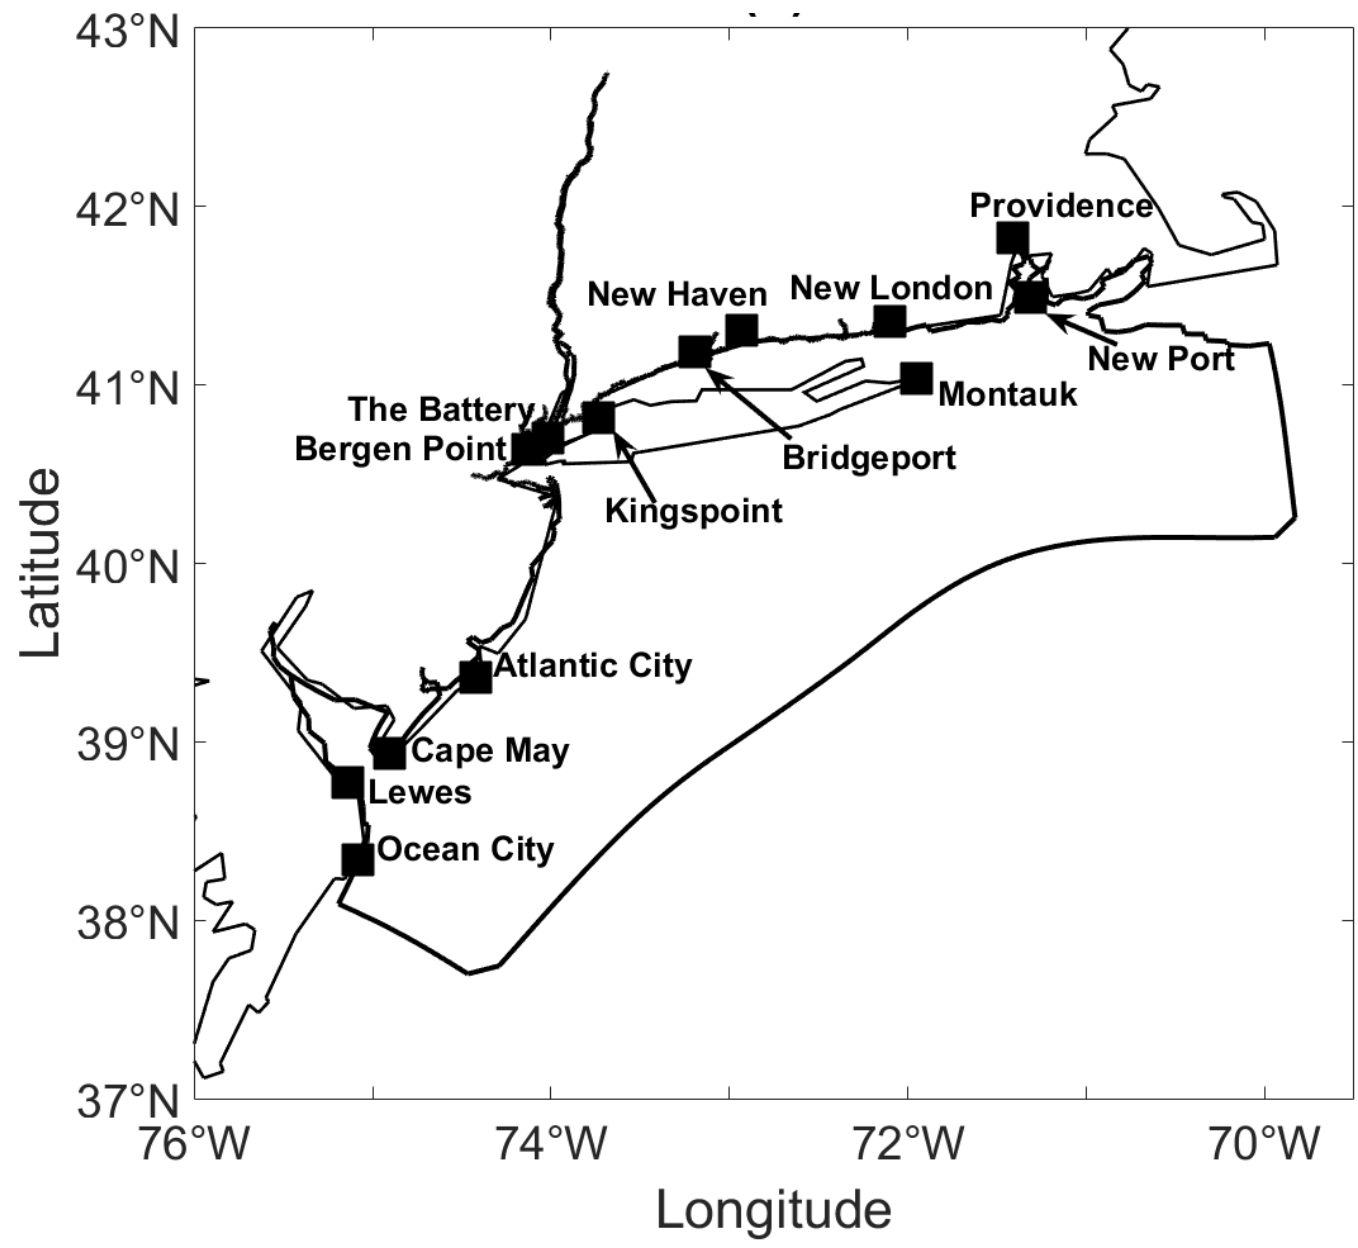 43°N
42°N
41°N
40°N
39°N
38°N
37°N
Latitude
Providence
New Haven
New London
New Port
The Battery
Montauk
Bergen Point
Bridgeport
Kingspoint
Atlantic City
Cape May
Lewes
Ocean City
76°W
74°W
72°W
70°W
Longitude